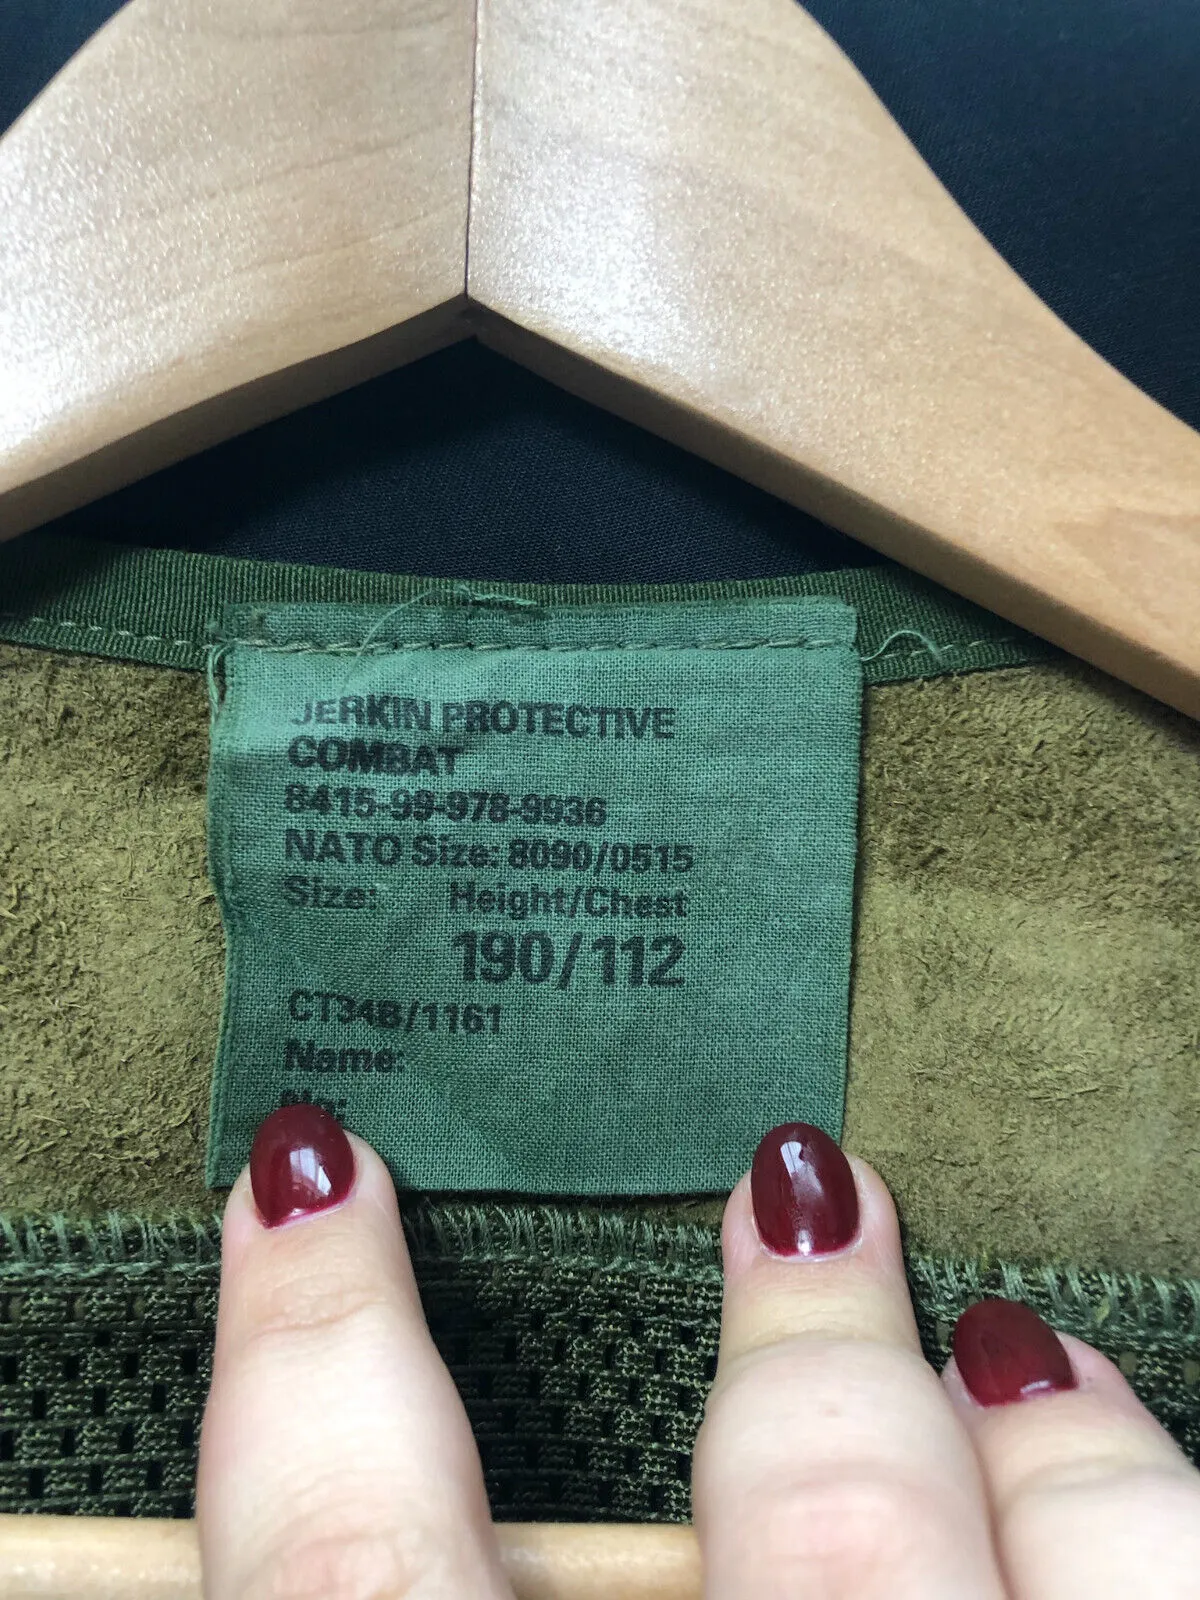 JERKIN PROTECTIVE
COMBAT
8415-99-978-9936
NATO Size: 8090/0515
Size: Height/Chest
190/112
CT34B/1161
Name:
No: